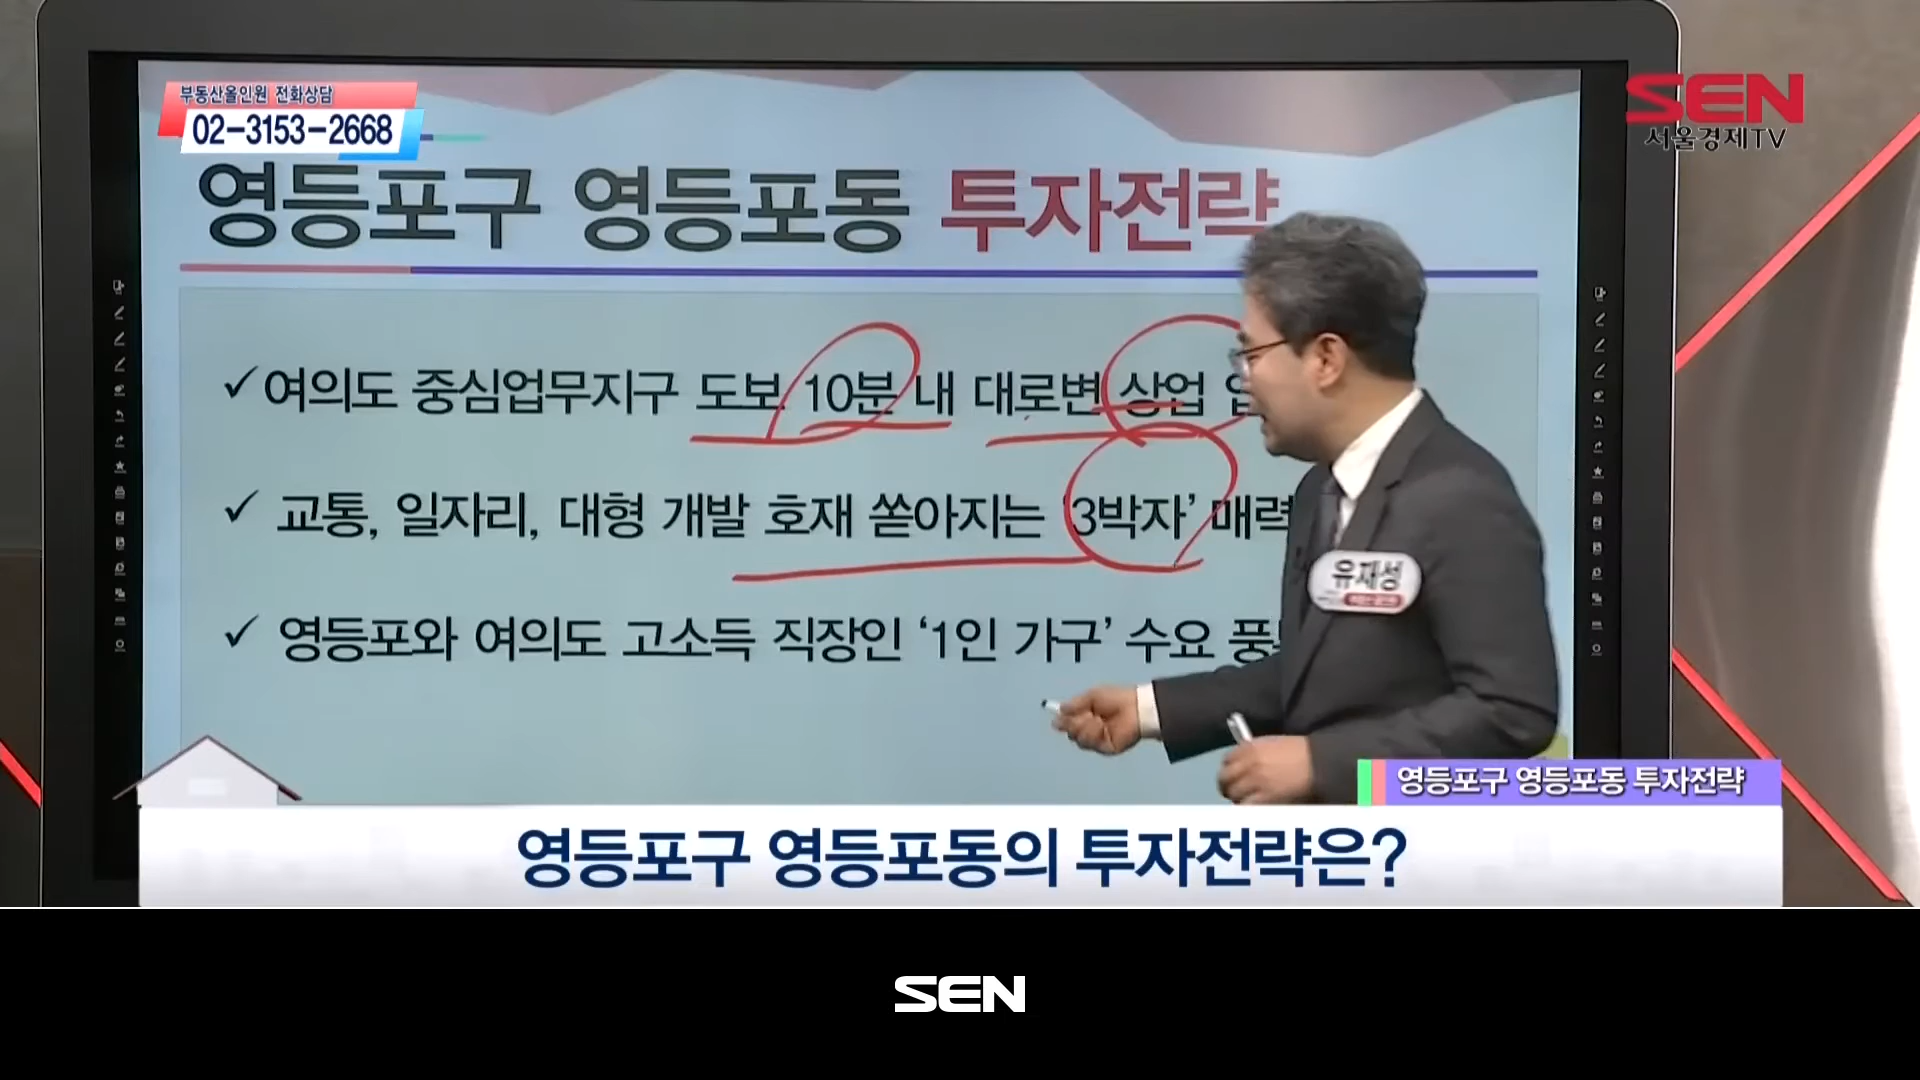 부동산올인원 전화상담
02-3153-2668
SEN
서울경제TV
영등포구 영등포동 투자전략
✓여의도 중심업무지구 도보 10분 내 대로변 상업
✓ 교통, 일자리, 대형 개발 호재 쏟아지는 '3박자' 매력
✓ 영등포와 여의도 고소득 직장인 '1인 가구' 수요
유재성
영등포구 영등포동 투자전략
영등포구 영등포동의 투자전략은?
SEN